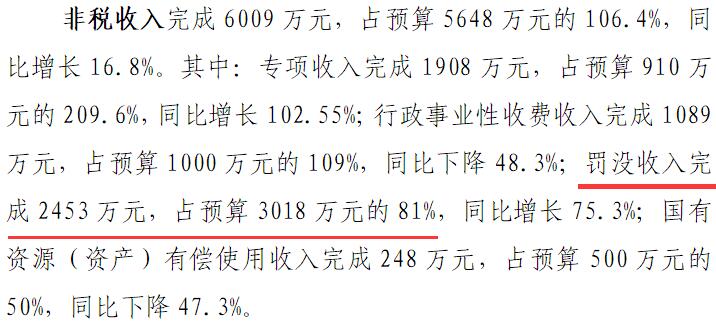 非税收入完成 6009 万元，占预算 5648 万元的 106.4%，同
比增长 16.8%。其中：专项收入完成 1908 万元，占预算 910 万
元的 209.6%，同比增长 102.55%；行政事业性收费收入完成 1089
万元，占预算 1000 万元的 109%，同比下降 48.3%；罚没收入完
成 2453 万元，占预算 3018 万元的 81%，同比增长 75.3%；国有
资源（资产）有偿使用收入完成 248 万元，占预算 500 万元的
50%，同比下降 47.3%。